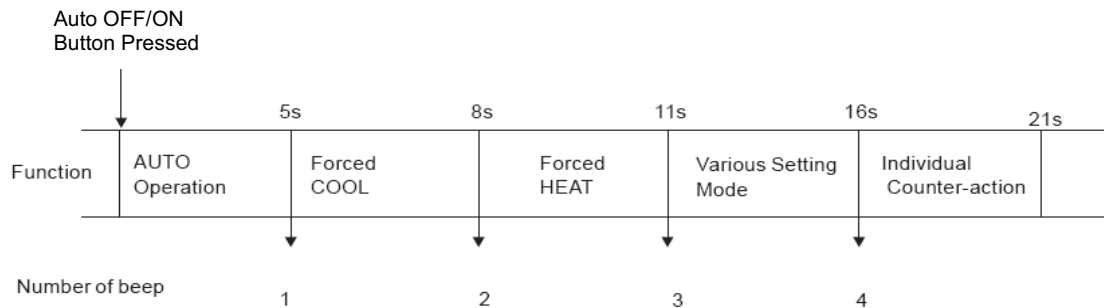 Auto OFF/ON
Button Pressed
5s 8s 11s 16s 21s
Function
AUTO
Operation
Forced
COOL
Forced
HEAT
Various Setting
Mode
Individual
Counter-action
Number of beep 1 2 3 4